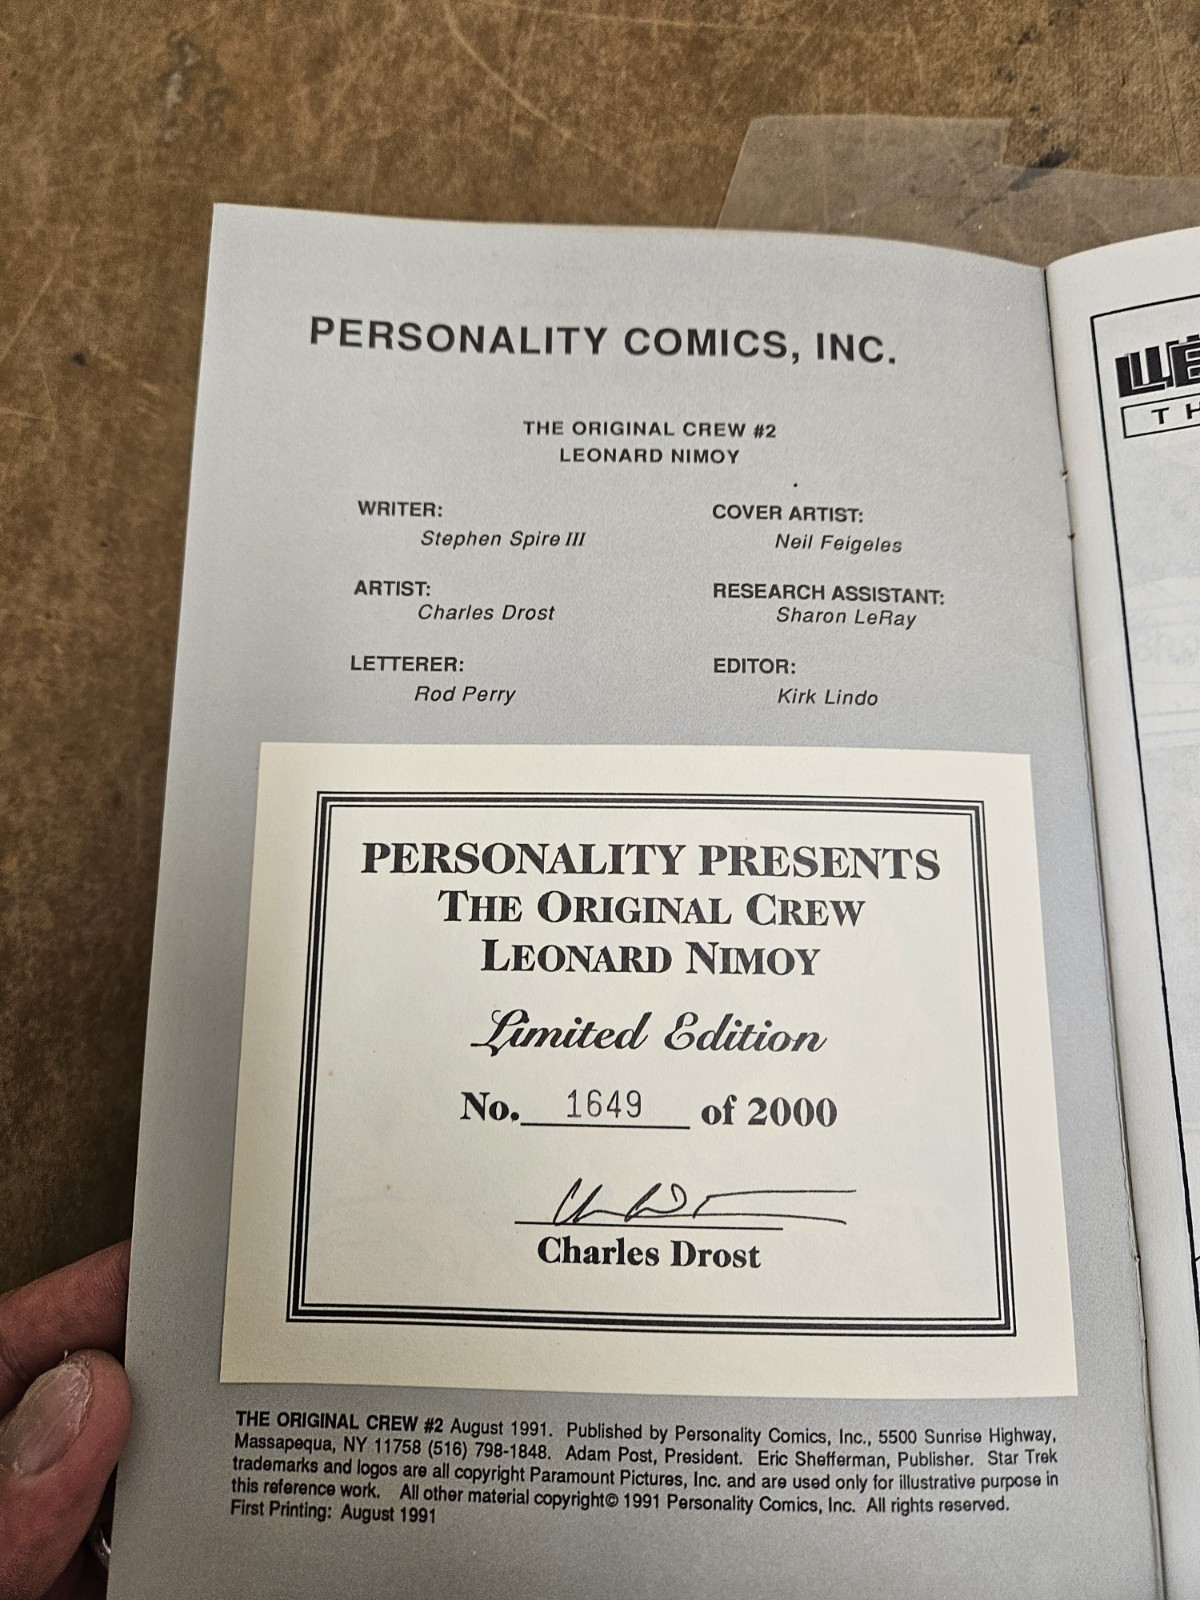 PERSONALITY COMICS, INC.
THE ORIGINAL CREW #2
LEONARD NIMOY
WRITER:
Stephen Spire III
COVER ARTIST:
Neil Feigeles
ARTIST:
Charles Drost
RESEARCH ASSISTANT:
Sharon LeRay
LETTERER:
Rod Perry
EDITOR:
Kirk Lindo
PERSONALITY PRESENTS
THE ORIGINAL CREW
LEONARD NIMOY
Limited Edition
No. 1649 of 2000
Charles Drost
THE ORIGINAL CREW #2 August 1991. Published by Personality Comics, Inc., 5500 Sunrise Highway,
Massapequa, NY 11758 (516) 798-1848. Adam Post, President. Eric Shefferman, Publisher. Star Trek
trademarks and logos are all copyright Paramount Pictures, Inc. and are used only for illustrative purpose in
this reference work. All other material copyright© 1991 Personality Comics, Inc. All rights reserved.
First Printing: August 1991